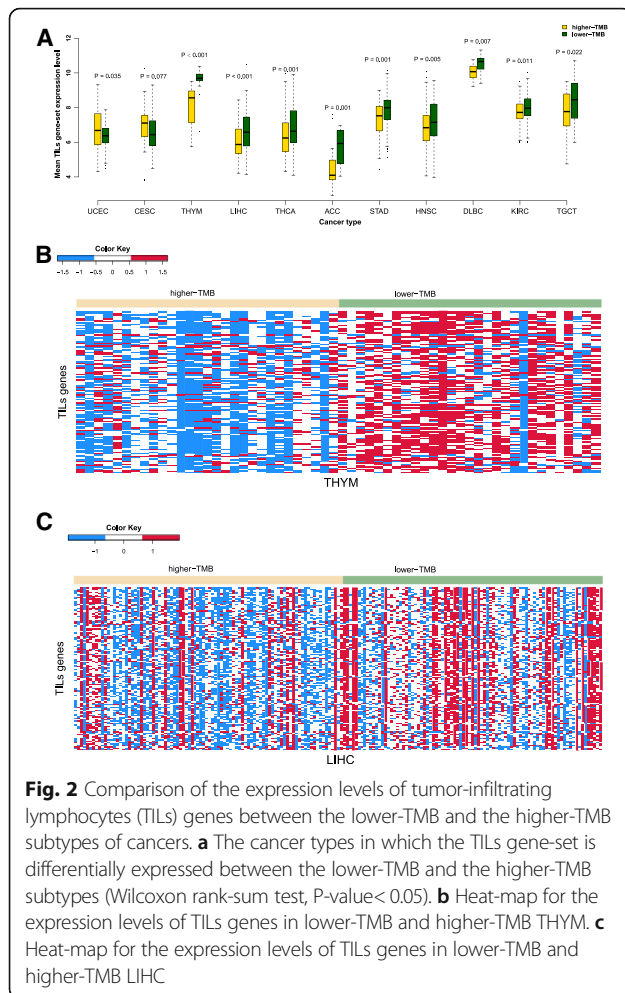 A
higher-TMB
lower-TMB
Mean TILs gene-set expression level
12
10
8
6
4
P = 0.035
P = 0.077
P < 0.001
P <0.001
P =0.001
P = 0.001
P =0.001
P = 0.005
P = 0.007
P = 0.011
P = 0.022
UCEC CESC THYM LIHC THCA ACC STAD HNSC DLBC KIRC TGCT
Cancer type
B
Color Key
−1.5 −1 −0.5 0 0.5 1 1.5
higher−TMB lower−TMB
TILs genes
THYM
C
Color Key
−1 0 1
higher−TMB lower−TMB
TILs genes
LIHC
Fig. 2 Comparison of the expression levels of tumor-infiltrating
lymphocytes (TILs) genes between the lower-TMB and the higher-TMB
subtypes of cancers. a The cancer types in which the TILs gene-set is
differentially expressed between the lower-TMB and the higher-TMB
subtypes (Wilcoxon rank-sum test, P-value< 0.05). b Heat-map for the
expression levels of TILs genes in lower-TMB and higher-TMB THYM. c
Heat-map for the expression levels of TILs genes in lower-TMB and
higher-TMB LIHC